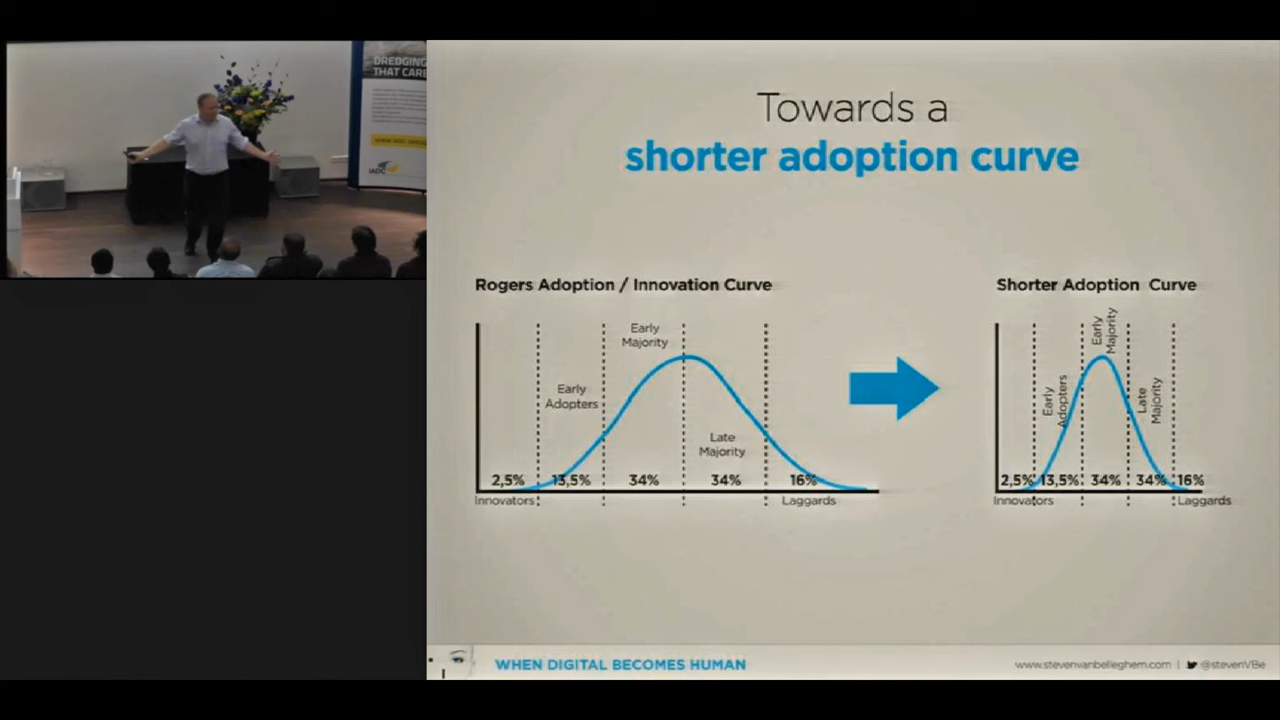 DREDGING
THAT CARE
IADC
Towards a
shorter adoption curve
Rogers Adoption / Innovation Curve
Early
Majority
Early
Adopters
Late
Majority
2,5%
13,5%
34%
34%
16%
Innovators
Laggards
Shorter Adoption Curve
Early
Majority
Early
Adopters
Late
Majority
2,5%
13,5%
34%
34%
16%
Innovators
Laggards
WHEN DIGITAL BECOMES HUMAN
www.stevenvanbelleghem.com | @stevenVBe